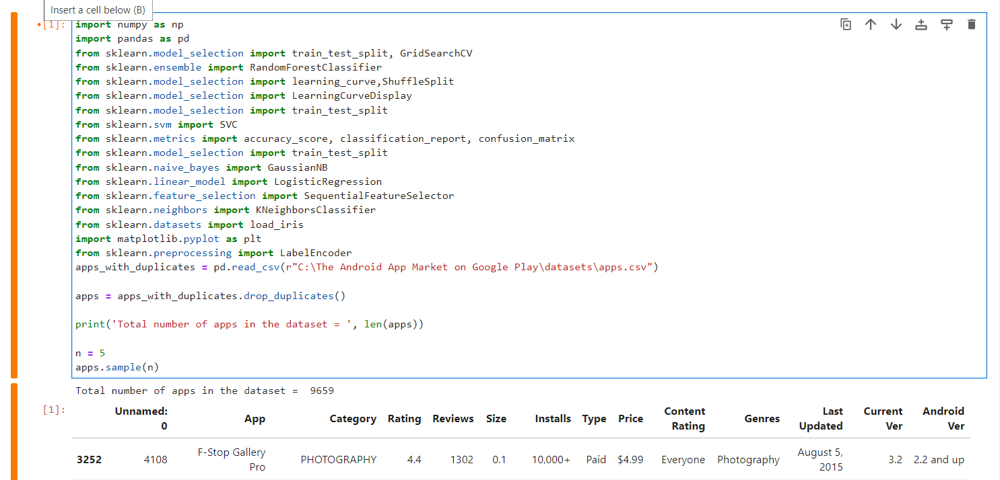 Insert a cell below (B)
•[1]:
import numpy as np
import pandas as pd
from sklearn.model_selection import train_test_split, GridSearchCV
from sklearn.ensemble import RandomForestClassifier
from sklearn.model_selection import learning_curve,ShuffleSplit
from sklearn.model_selection import LearningCurveDisplay
from sklearn.model_selection import train_test_split
from sklearn.svm import SVC
from sklearn.metrics import accuracy_score, classification_report, confusion_matrix
from sklearn.model_selection import train_test_split
from sklearn.naive_bayes import GaussianNB
from sklearn.linear_model import LogisticRegression
from sklearn.feature_selection import SequentialFeatureSelector
from sklearn.neighbors import KNeighborsClassifier
from sklearn.datasets import load_iris
import matplotlib.pyplot as plt
from sklearn.preprocessing import LabelEncoder
apps_with_duplicates = pd.read_csv(r"C:\The Android App Market on Google Play\datasets\apps.csv")
apps = apps_with_duplicates.drop_duplicates()
print('Total number of apps in the dataset = ', len(apps))
n = 5
apps.sample(n)
Total number of apps in the dataset =  9659
[1]:
Unnamed: 0 App Category Rating Reviews Size Installs Type Price Content Rating Genres Last Updated Current Ver Android Ver
3252 4108 F-Stop Gallery Pro PHOTOGRAPHY 4.4 1302 0.1 10,000+ Paid $4.99 Everyone Photography August 5, 2015 3.2 2.2 and up